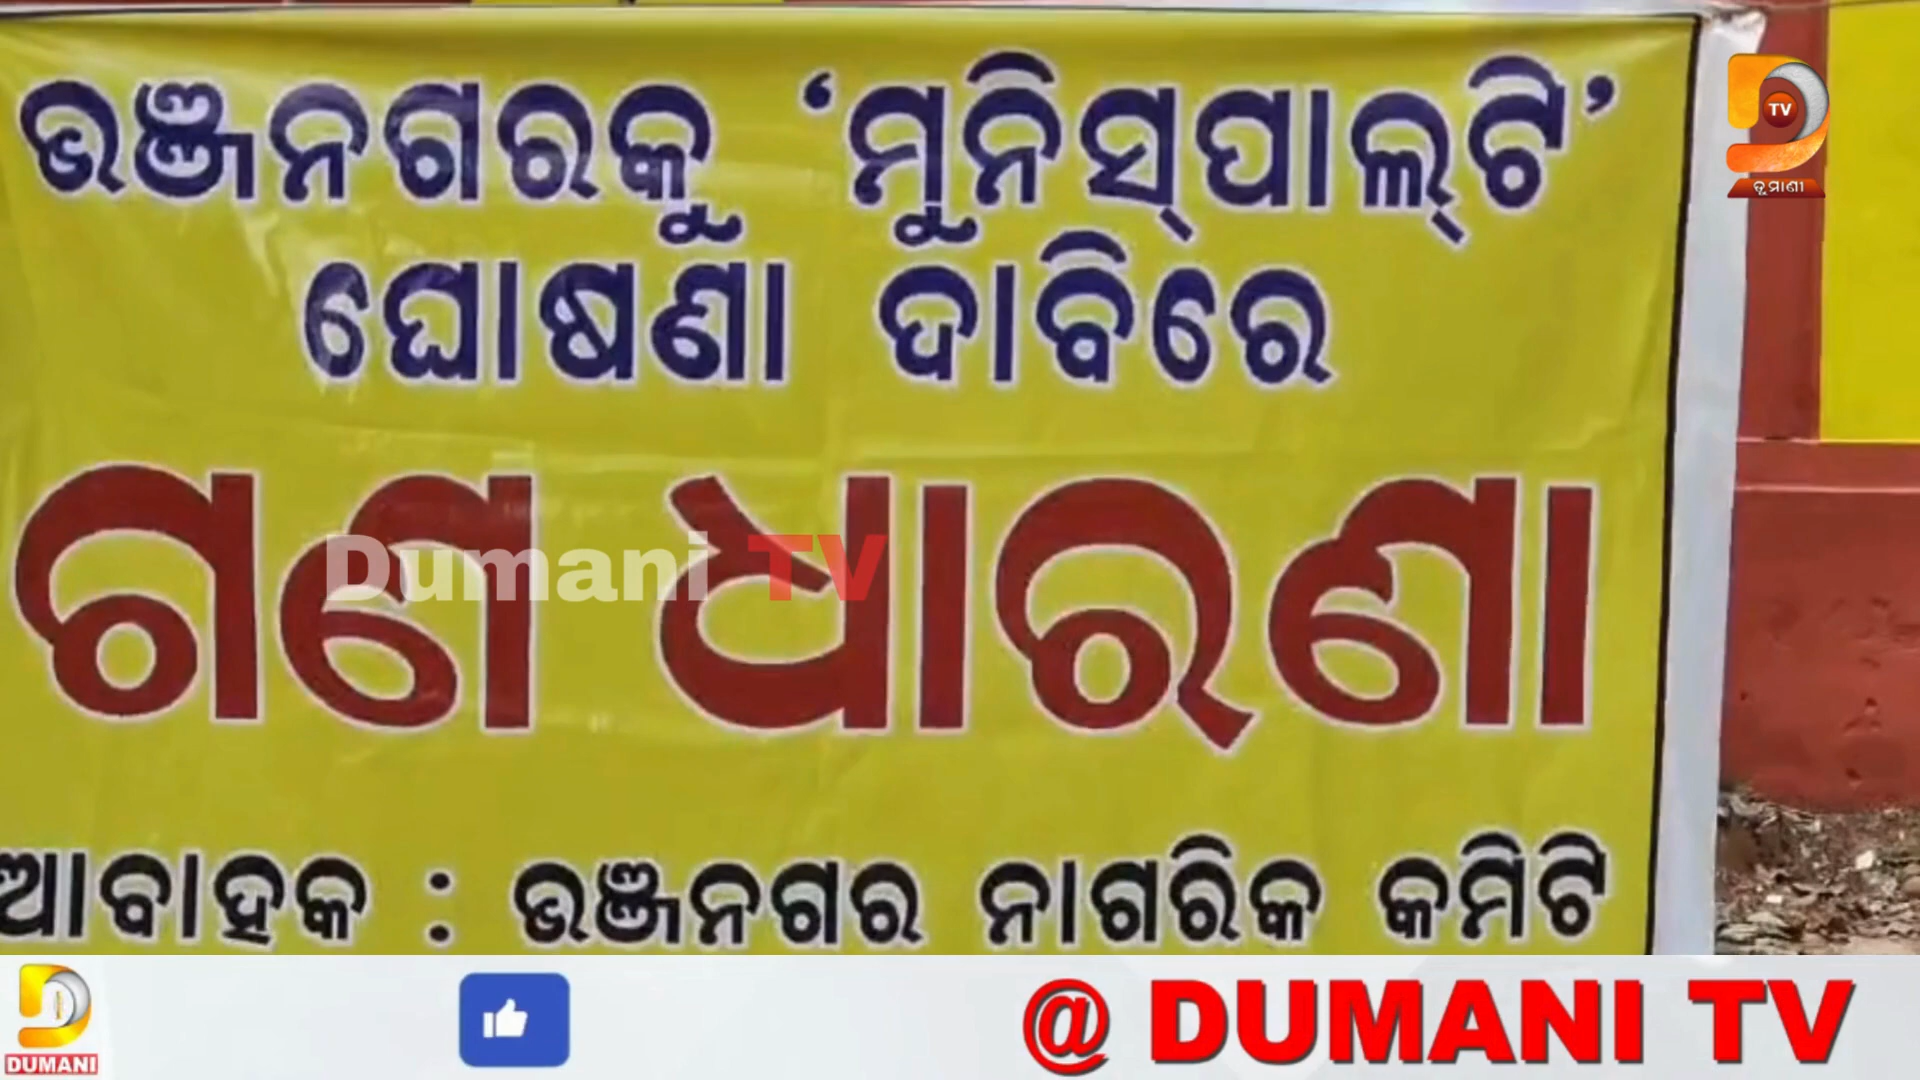 ଭଞ୍ଜନଗରକୁ ‘ମୁନିସ୍‌ପାଲ୍‌ଟି’
TV
ଡୁମାଣୀ
ଘୋଷଣା ଦାବିରେ
ଗଣ ଧାରଣା
Dumani TV
ଆବାହକ : ଭଞ୍ଜନଗର ନାଗରିକ କମିଟି
DUMANI
@ DUMANI TV